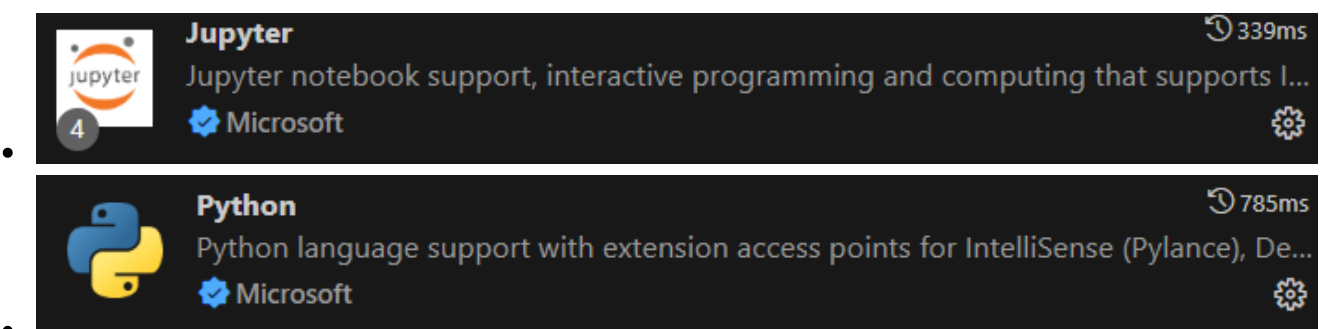 Jupyter
339ms
jupyter
Jupyter notebook support, interactive programming and computing that supports I...
4
Microsoft
Python
785ms
Python language support with extension access points for IntelliSense (Pylance), De...
Microsoft